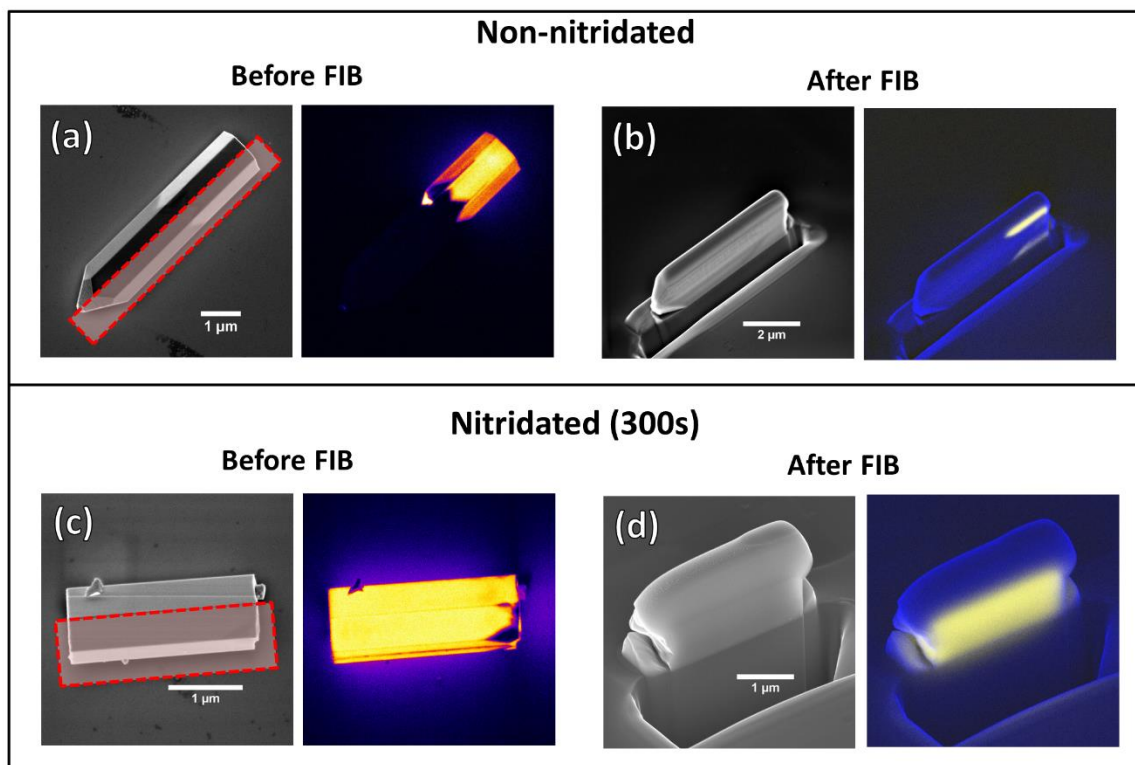 Non-nitridated
Before FIB
After FIB
(a)
1 µm
(b)
2 µm
Nitridated (300s)
Before FIB
After FIB
(c)
1 µm
(d)
1 µm